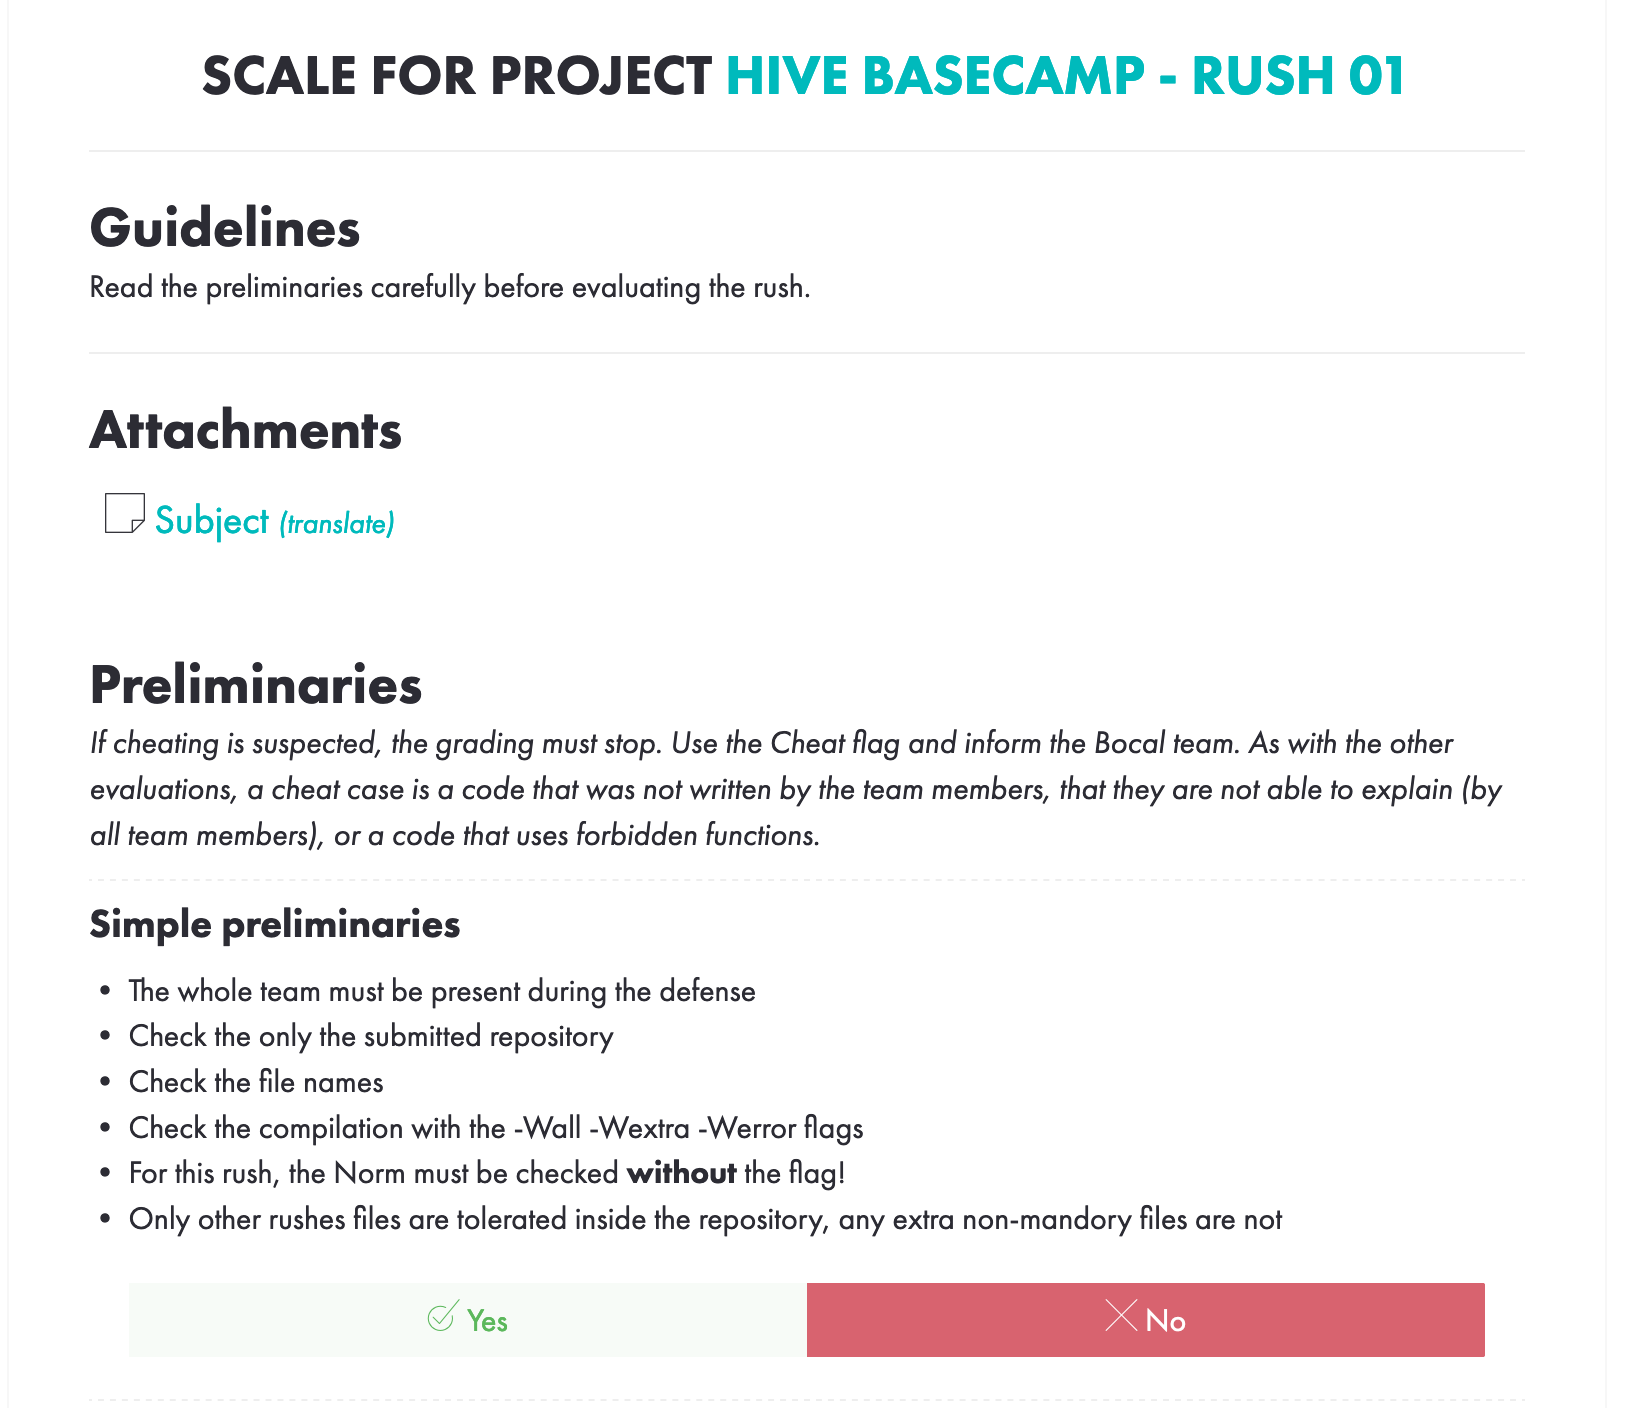 SCALE FOR PROJECT HIVE BASECAMP - RUSH 01
Guidelines
Read the preliminaries carefully before evaluating the rush.
Attachments
Subject (translate)
Preliminaries
If cheating is suspected, the grading must stop. Use the Cheat flag and inform the Bocal team. As with the other
evaluations, a cheat case is a code that was not written by the team members, that they are not able to explain (by
all team members), or a code that uses forbidden functions.
Simple preliminaries
• The whole team must be present during the defense
• Check the only the submitted repository
• Check the file names
• Check the compilation with the -Wall -Wextra -Werror flags
• For this rush, the Norm must be checked without the flag!
• Only other rushes files are tolerated inside the repository, any extra non-mandory files are not
Yes
No